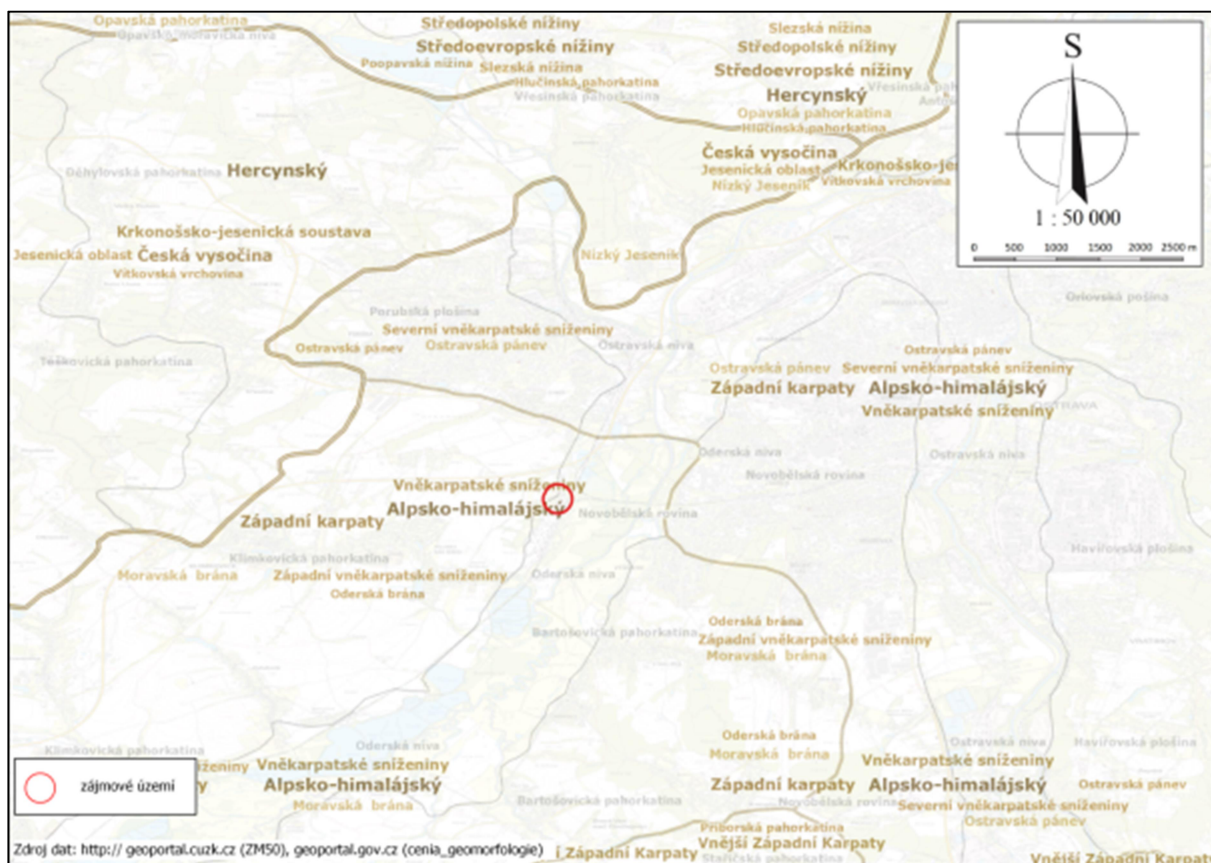 Opavská pahorkatina
Opavsko-moravická niva
Středopolské nížiny
Středoevropské nížiny
Poopavská nížina
Slezská nížina
Hlučínská pahorkatina
Vřesinská pahorkatina
Slezská nížina
Středopolské nížiny
Středoevropské nížiny
Hercynský
Opavská pahorkatina
Hlučínská pahorkatina
Česká vysočina
Jesenická oblast
Krkonošsko-je
Nízký Jeseník
Vítkovská vrchovina
S
1 : 50 000
0 500 1000 1500 2000 2500 m
Děhylovská pahorkatina
Hercynský
Krkonošsko-jesenická soustava
Jesenická oblast
Česká vysočina
Vítkovská vrchovina
Nízký Jeseník
Orlovská plošina
Porubská plošina
Severní vněkarpatské sníženiny
Ostravská pánev
Ostravská pánev
Ostravská niva
Těškovická pahorkatina
Ostravská pánev
Ostravská pánev
Severní vněkarpatské sníženiny
Západní karpaty
Alpsko-himalájský
Vněkarpatské sníženiny
OSTRAVA
Oderská niva
Ostravská niva
Novobělská rovina
Vněkarpatské sníženiny
Alpsko-himalájský
Západní karpaty
Novobělská rovina
Klimkovická pahorkatina
Havířovská plošina
Moravská brána
Západní vněkarpatské sníženiny
Oderská niva
Oderská brána
Bartošovická pahorkatina
Oderská brána
Západní vněkarpatské sníženiny
Moravská brána
Klimkovická pahorkatina
Oderská niva
Vněkarpatské sníženiny
Alpsko-himalájský
Moravská brána
Oderská brána
Moravská brána
Západní karpaty
Ostravská niva
Havířovská plošina
Vněkarpatské sníženiny
Alpsko-himalájský
Ostravská pánev
Bartošovická pahorkatina
Novobělská rovina
Severní vněkarpatské sníženiny
Ostravská pánev
Příborská pahorkatina
Vnější Západní Karpaty
Staříčská pahorkatina
í Západní Karpaty
Vnější Západní Karpat
zájmové území
Zdroj dat: http:// geoportal.cuzk.cz (ZM50), geoportal.gov.cz (cenia_geomorfologie)